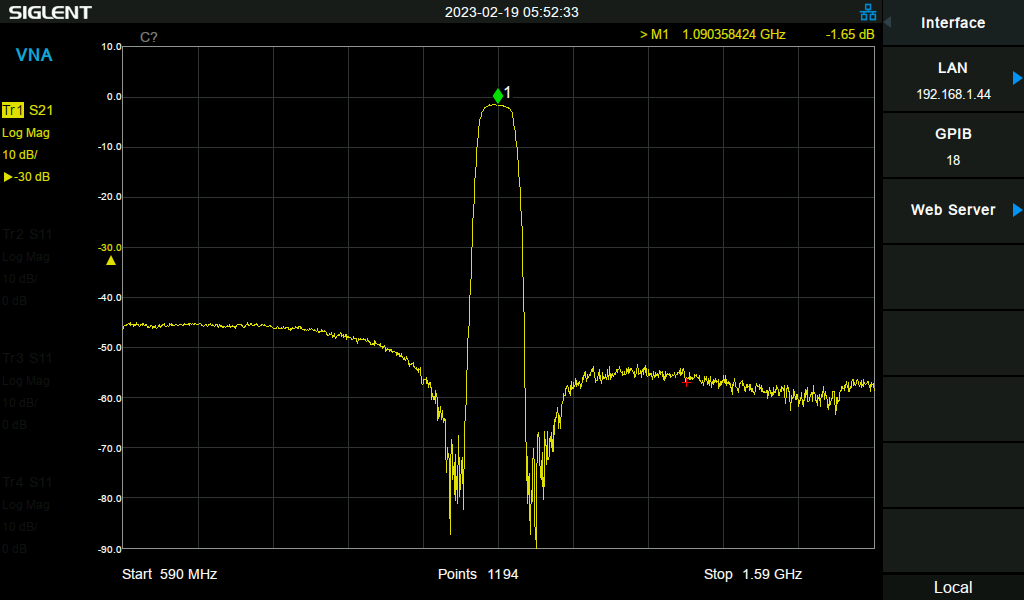 SIGLENT
2023-02-19 05:52:33
Interface
VNA
C?
> M1 1.090358424 GHz -1.65 dB
LAN
192.168.1.44
GPIB
18
Web Server
Local
Tr1 S21
Log Mag
10 dB/
-30 dB
Tr2 S11
Log Mag
10 dB/
0 dB
Tr3 S11
Log Mag
10 dB/
0 dB
Tr4 S11
Log Mag
10 dB/
0 dB
10.0
0.0
-10.0
-20.0
-30.0
-40.0
-50.0
-60.0
-70.0
-80.0
-90.0
1
Start 590 MHz
Points 1194
Stop 1.59 GHz